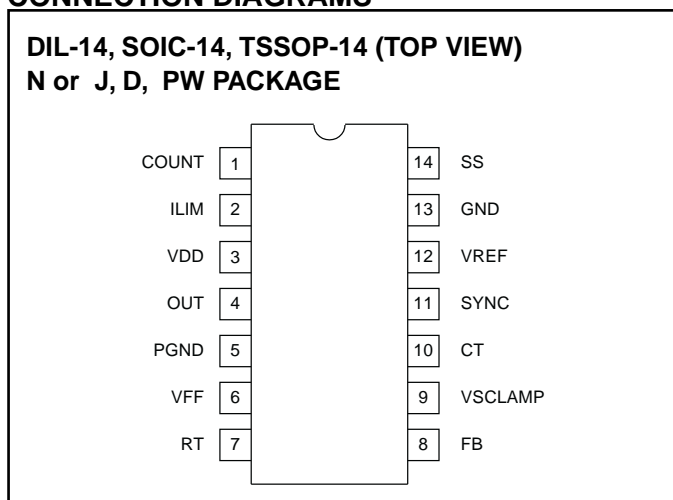 CONNECTION DIAGRAMS
DIL-14, SOIC-14, TSSOP-14 (TOP VIEW)
N or J, D, PW PACKAGE
COUNT 1 14 SS
ILIM 2 13 GND
VDD 3 12 VREF
OUT 4 11 SYNC
PGND 5 10 CT
VFF 6 9 VSCLAMP
RT 7 8 FB